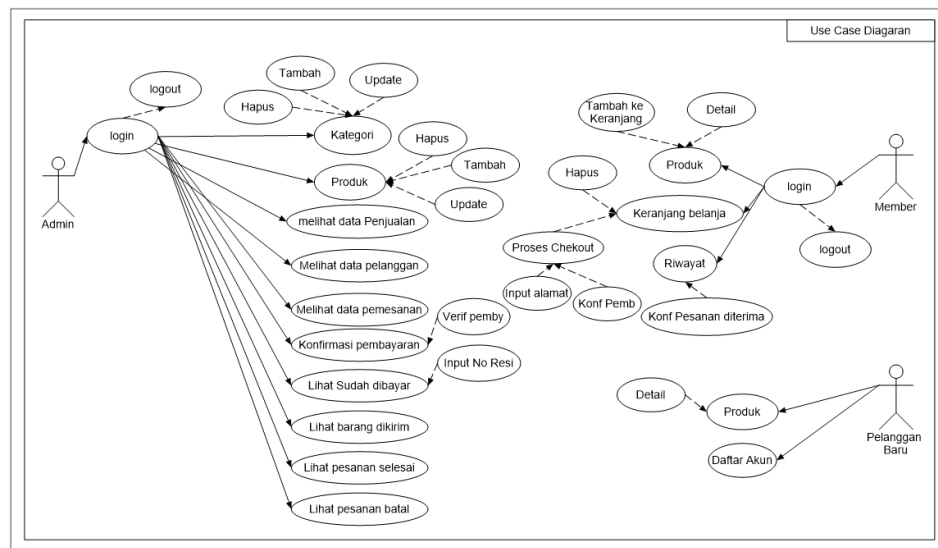 Use Case Diagaran
Tambah
Update
logout
Hapus
login
Kategori
Hapus
Tambah
Produk
Update
Admin
melihat data Penjualan
Melihat data pelanggan
Melihat data pemesanan
Verif pemby
Konfirmasi pembayaran
Input No Resi
Lihat Sudah dibayar
Lihat barang dikirim
Lihat pesanan selesai
Lihat pesanan batal
Tambah ke
Keranjang
Detail
Hapus
Produk
login
Member
Keranjang belanja
Proses Chekout
logout
Riwayat
Input alamat
Konf Pemb
Konf Pesanan diterima
Detail
Produk
Pelanggan
Baru
Daftar Akun